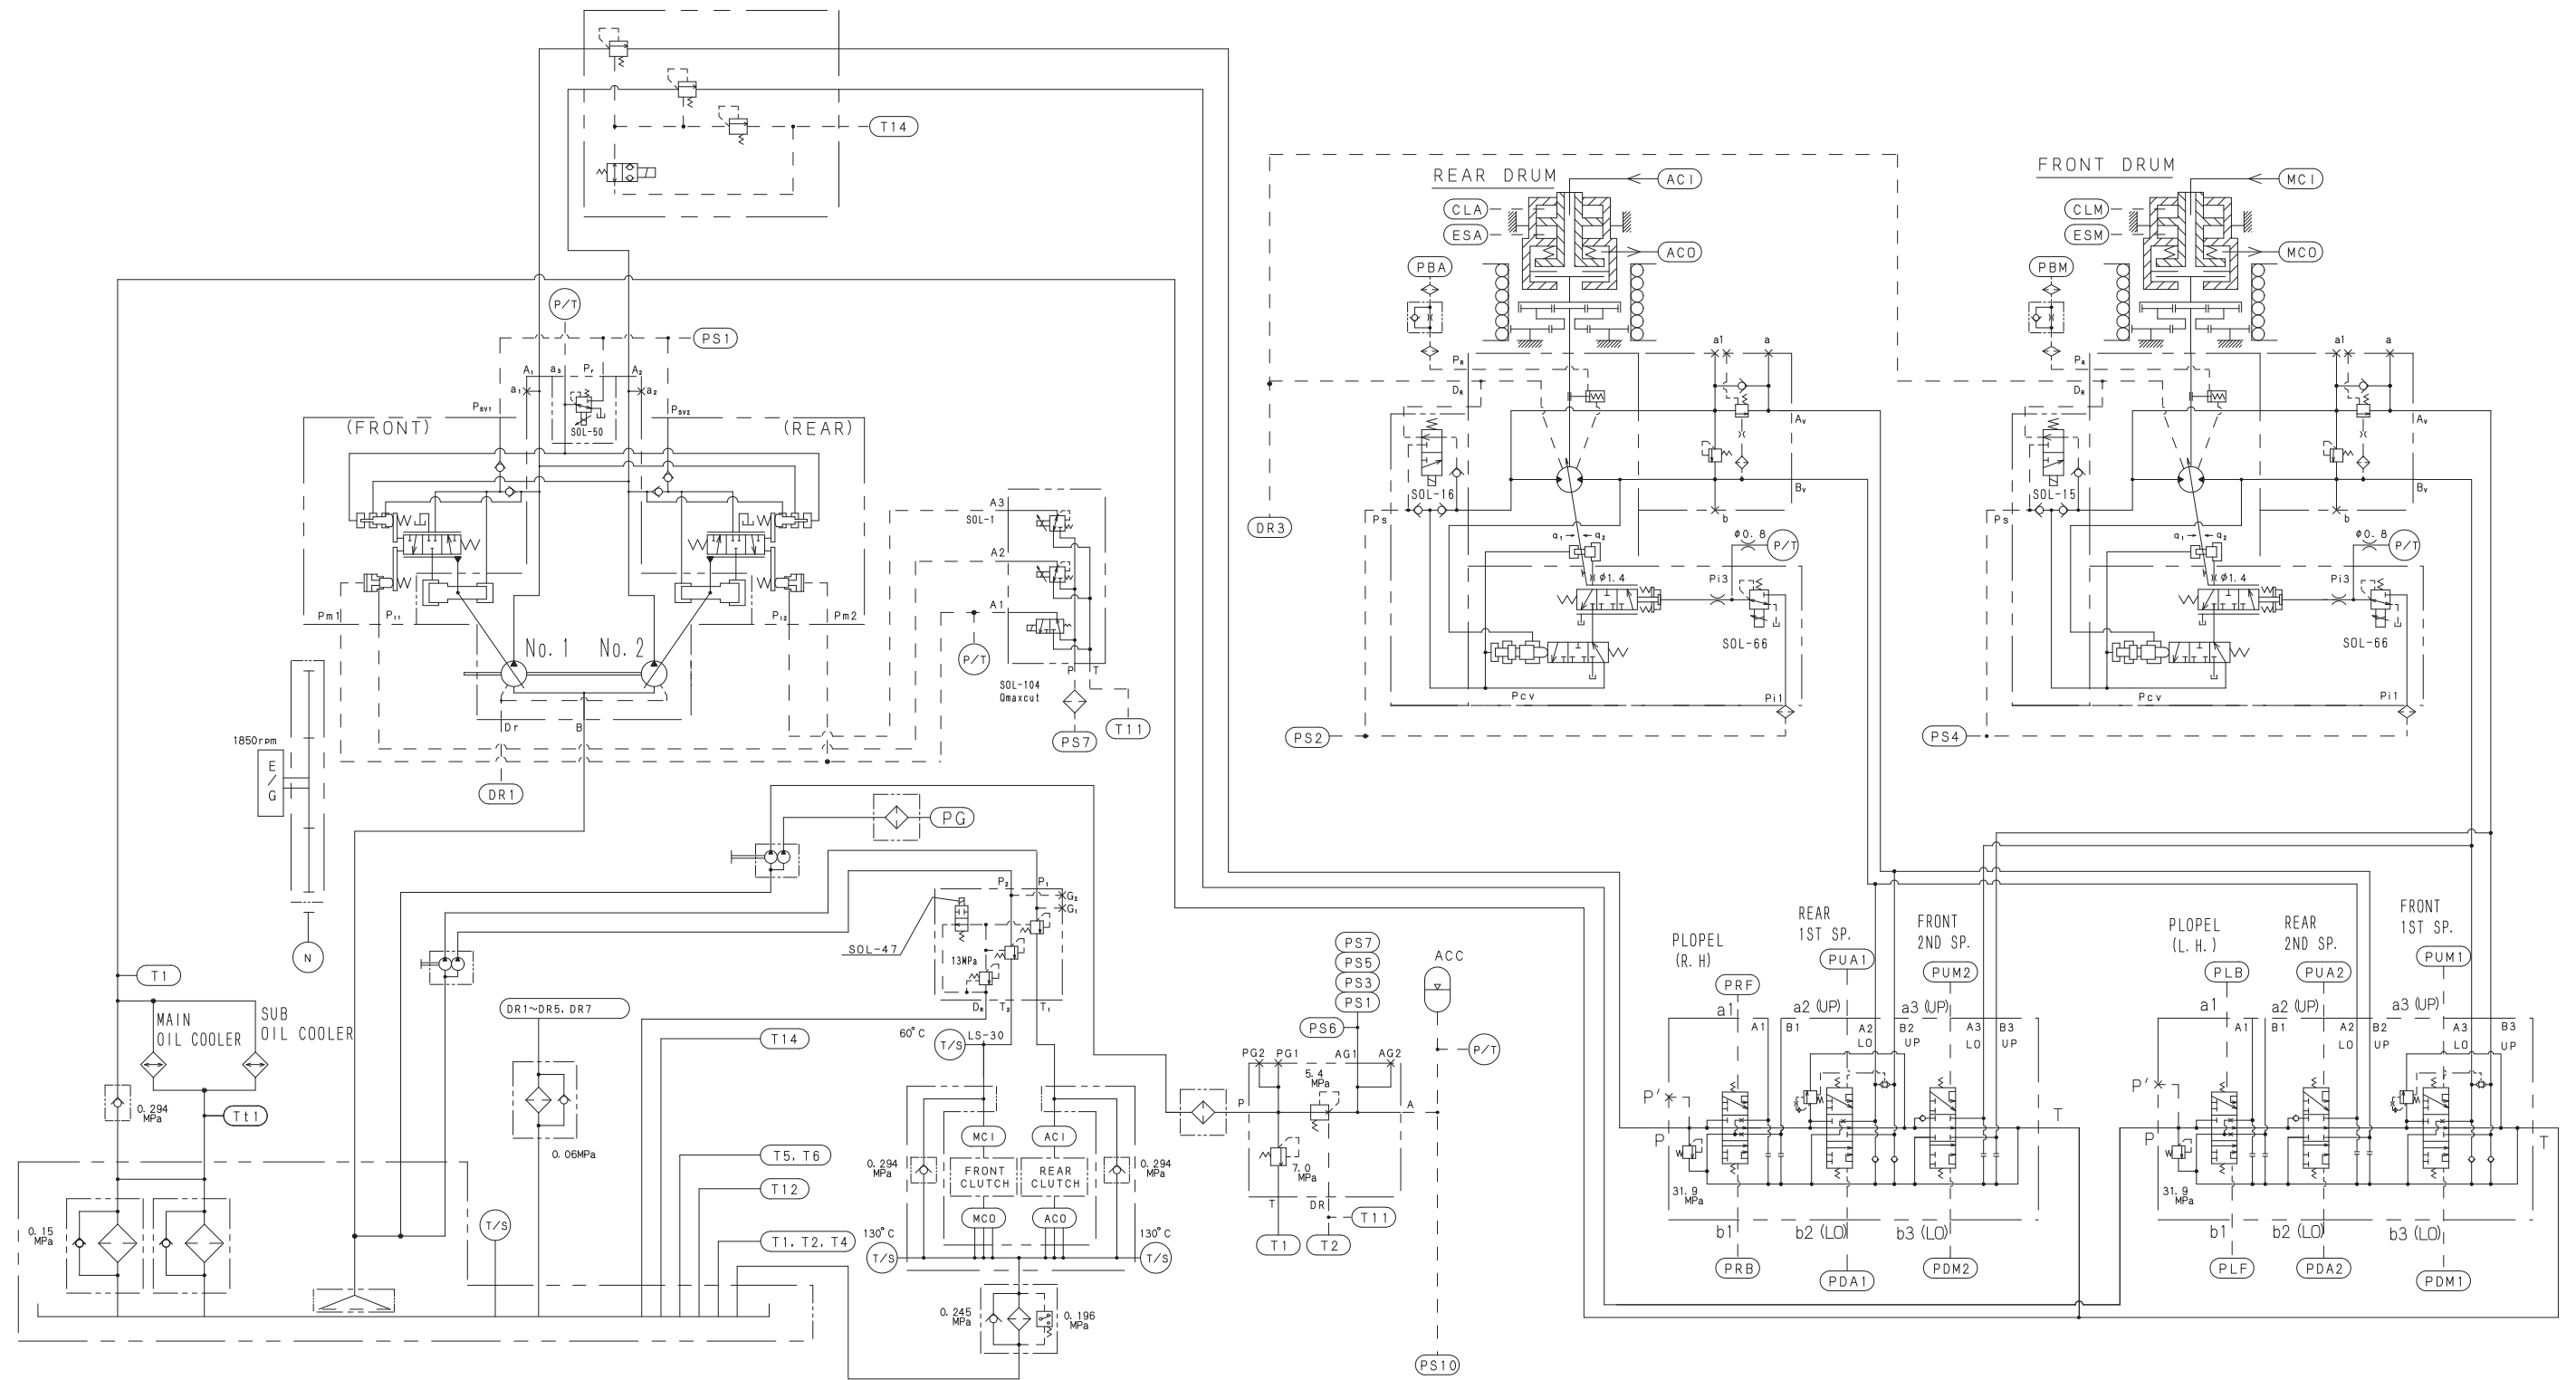 T14
REAR DRUM
ACI
CLA
ESA
ACO
PBA
FRONT DRUM
MCI
CLM
ESM
MCO
PBM
P/T
PS1
A1 a3 Pr A2
a1 a2
PSV1 PSV2
SOL-50
(FRONT) (REAR)
Pm1 Pi1 Pi2 Pm2
No. 1 No. 2
Dr B
DR1
1850rpm
E/G
N
A3
SOL-1
A2
A1
P/T
P T
SOL-104
Qmaxcut
T11
PS7
DR3
PR a1 a
DR
AV
SOL-16
BV
PS b
q1 q2
φ0.8 P/T
φ1.4 Pi3
SOL-66
Pcv Pi1
PS2
PR a1 a
DR
AV
SOL-15
BV
PS b
q1 q2
φ0.8 P/T
φ1.4 Pi3
SOL-66
Pcv Pi1
PS4
PG
P2 P1
G2
G1
SOL-47
13MPa
DR T2 T1
T1
MAIN
OIL COOLER
SUB
OIL COOLER
0.294
MPa
Tt1
0.15
MPa
DR1~DR5. DR7
0.06MPa
T/S
T14
T5, T6
T12
T1, T2, T4
60°C T/S LS-30
MCI ACI
0.294
MPa
FRONT
CLUTCH
REAR
CLUTCH
0.294
MPa
MCO ACO
130°C 130°C
T/S T/S
0.245
MPa
0.196
MPa
PS7
PS5
PS3
PS1
PS6
ACC
P/T
PG2 PG1 AG1 AG2
5.4
MPa
P A
7.0
MPa
T DR
T11
T1 T2
PS10
PLOPEL
(R. H)
REAR
1ST SP.
FRONT
2ND SP.
PRF PUA1 PUM2
a1 a2 (UP) a3 (UP)
A1 B1 A2 B2 A3 B3
LO UP LO UP
P'
P T
31.9
MPa
b1 b2 (LO) b3 (LO)
PRB PDA1 PDM2
PLOPEL
(L. H.)
REAR
2ND SP.
FRONT
1ST SP.
PLB PUA2 PUM1
a1 a2 (UP) a3 (UP)
A1 B1 A2 B2 A3 B3
LO UP LO UP
P'
P T
31.9
MPa
b1 b2 (LO) b3 (LO)
PLF PDA2 PDM1